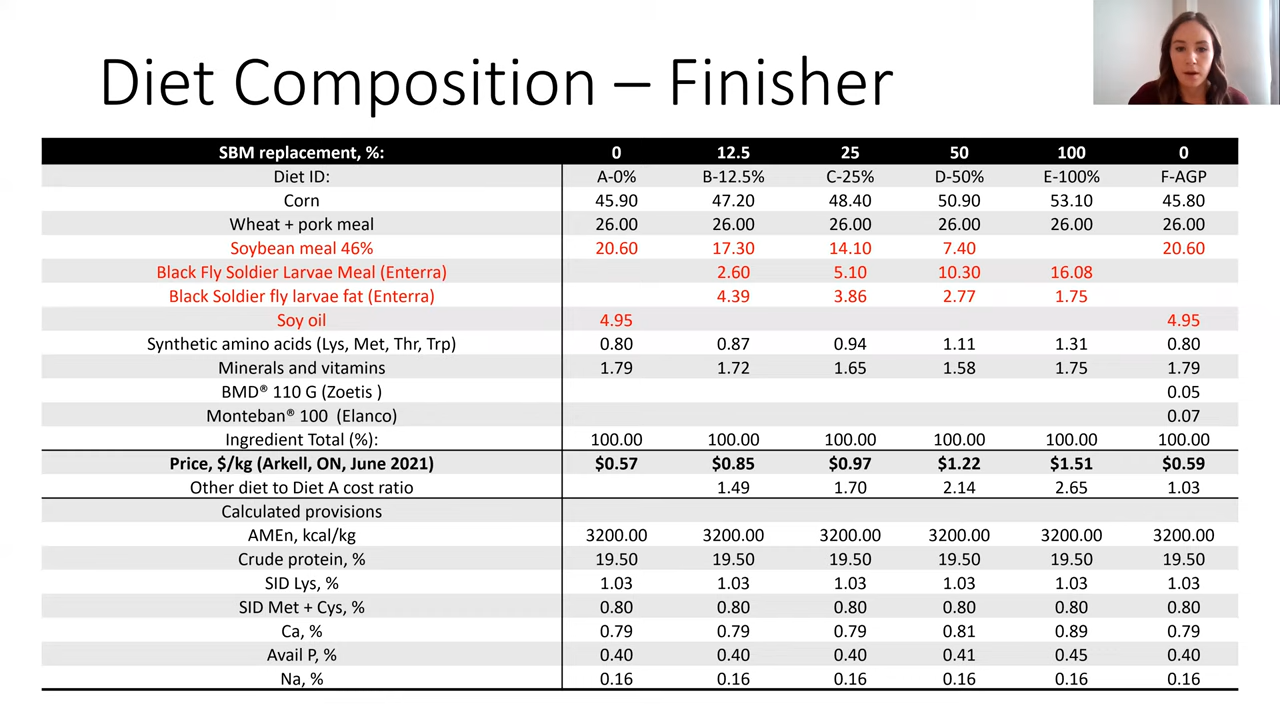 Diet Composition – Finisher
SBM replacement, %: 0 12.5 25 50 100 0
Diet ID: A-0% B-12.5% C-25% D-50% E-100% F-AGP
Corn 45.90 47.20 48.40 50.90 53.10 45.80
Wheat + pork meal 26.00 26.00 26.00 26.00 26.00 26.00
Soybean meal 46% 20.60 17.30 14.10 7.40 20.60
Black Fly Soldier Larvae Meal (Enterra) 2.60 5.10 10.30 16.08
Black Soldier fly larvae fat (Enterra) 4.39 3.86 2.77 1.75
Soy oil 4.95 4.95
Synthetic amino acids (Lys, Met, Thr, Trp) 0.80 0.87 0.94 1.11 1.31 0.80
Minerals and vitamins 1.79 1.72 1.65 1.58 1.75 1.79
BMD® 110 G (Zoetis ) 0.05
Monteban® 100 (Elanco) 0.07
Ingredient Total (%): 100.00 100.00 100.00 100.00 100.00 100.00
Price, $/kg (Arkell, ON, June 2021) $0.57 $0.85 $0.97 $1.22 $1.51 $0.59
Other diet to Diet A cost ratio 1.49 1.70 2.14 2.65 1.03
Calculated provisions
AMEn, kcal/kg 3200.00 3200.00 3200.00 3200.00 3200.00 3200.00
Crude protein, % 19.50 19.50 19.50 19.50 19.50 19.50
SID Lys, % 1.03 1.03 1.03 1.03 1.03 1.03
SID Met + Cys, % 0.80 0.80 0.80 0.80 0.80 0.80
Ca, % 0.79 0.79 0.79 0.81 0.89 0.79
Avail P, % 0.40 0.40 0.40 0.41 0.45 0.40
Na, % 0.16 0.16 0.16 0.16 0.16 0.16